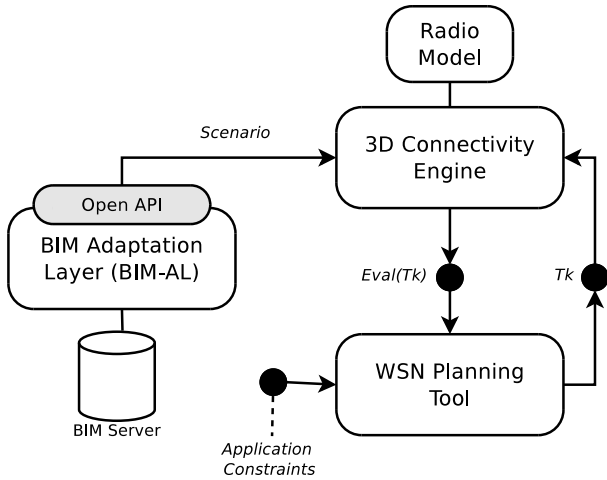 Radio
Model
Scenario
3D Connectivity
Engine
Open API
BIM Adaptation
Layer (BIM-AL)
Eval(Tk)
Tk
WSN Planning
Tool
BIM Server
Application
Constraints